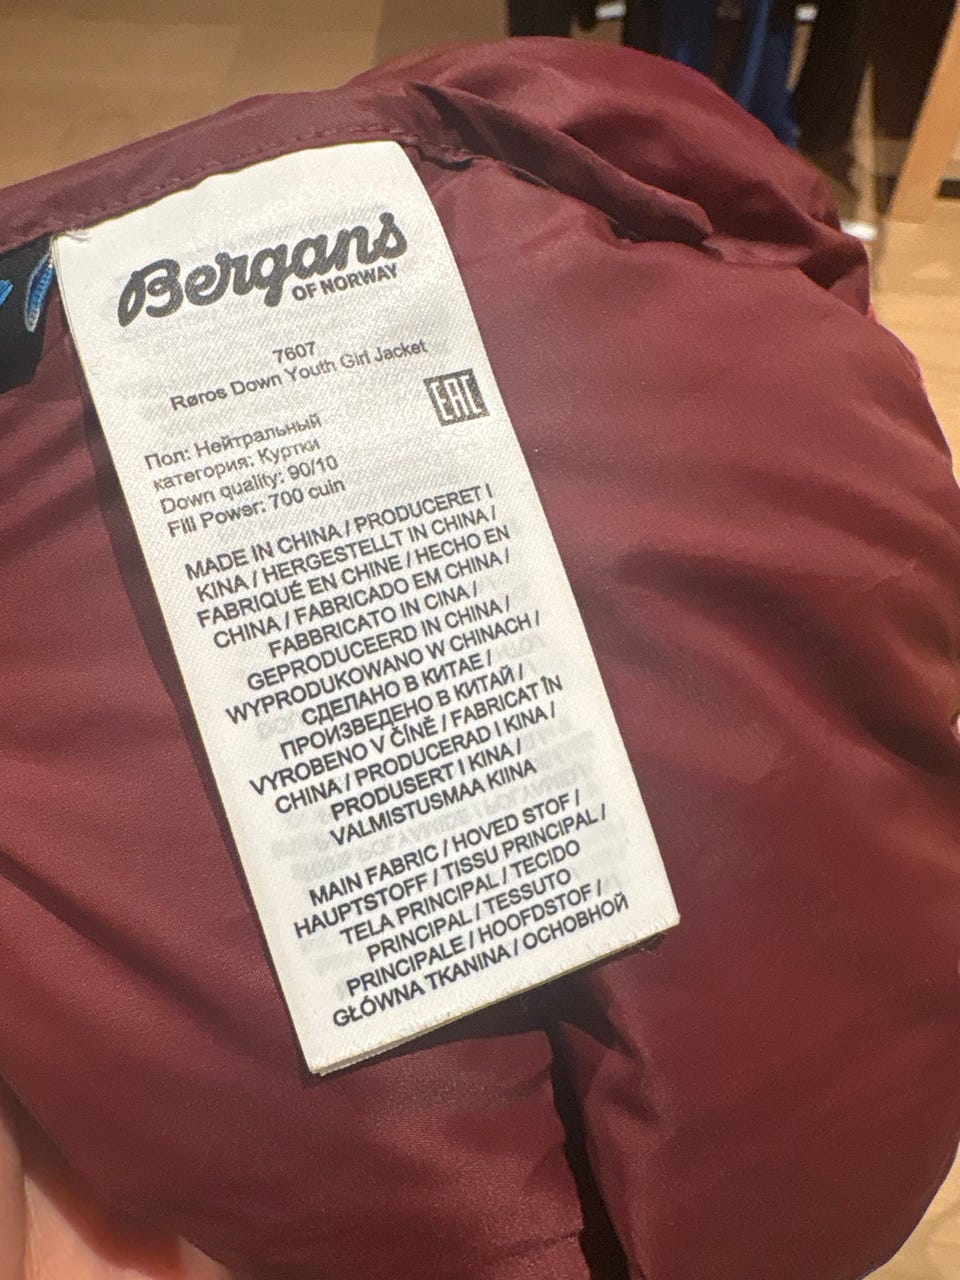 Bergans
OF NORWAY
7607
Røros Down Youth Girl Jacket
EAC
Пол: Нейтральный
категория: Куртки
Down quality: 90/10
Fill Power: 700 cuin
MADE IN CHINA / PRODUCERET I
KINA / HERGESTELLT IN CHINA /
FABRIQUÉ EN CHINE / HECHO EN
CHINA / FABRICADO EM CHINA /
FABBRICATO IN CINA /
GEPRODUCEERD IN CHINA /
WYPRODUKOWANO W CHINACH /
СДЕЛАНО В КИТАЕ /
ПРОИЗВЕДЕНО В КИТАЙ /
VYROBENO V ČÍNĚ / FABRICAT ÎN
CHINA / PRODUCERAD I KINA /
PRODUSERT I KINA /
VALMISTUSMAA KIINA
MAIN FABRIC / HOVED STOF /
HAUPTSTOFF / TISSU PRINCIPAL /
TELA PRINCIPAL / TECIDO
PRINCIPAL / TESSUTO
PRINCIPALE / HOOFDSTOF /
GŁÓWNA TKANINA / ОСНОВНОЙ